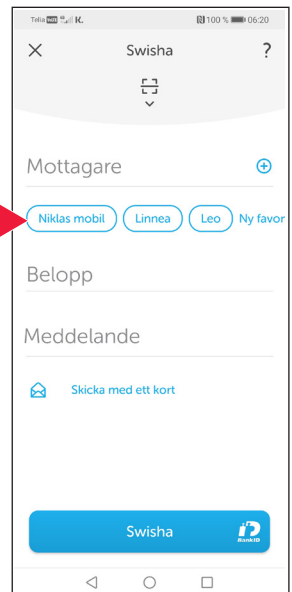 Telia K. 100 % 06:20
Swisha ?
Mottagare
Niklas mobil Linnea Leo Ny favor
Belopp
Meddelande
Skicka med ett kort
Swisha BankID